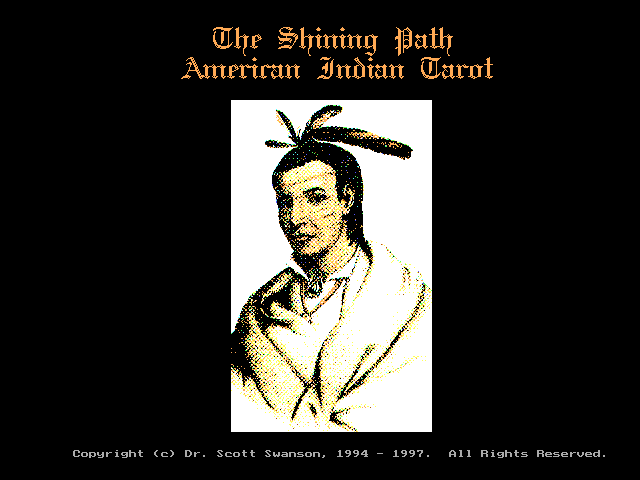 The Shining Path
American Indian Tarot
Copyright (c) Dr. Scott Swanson, 1994 - 1997.  All Rights Reserved.